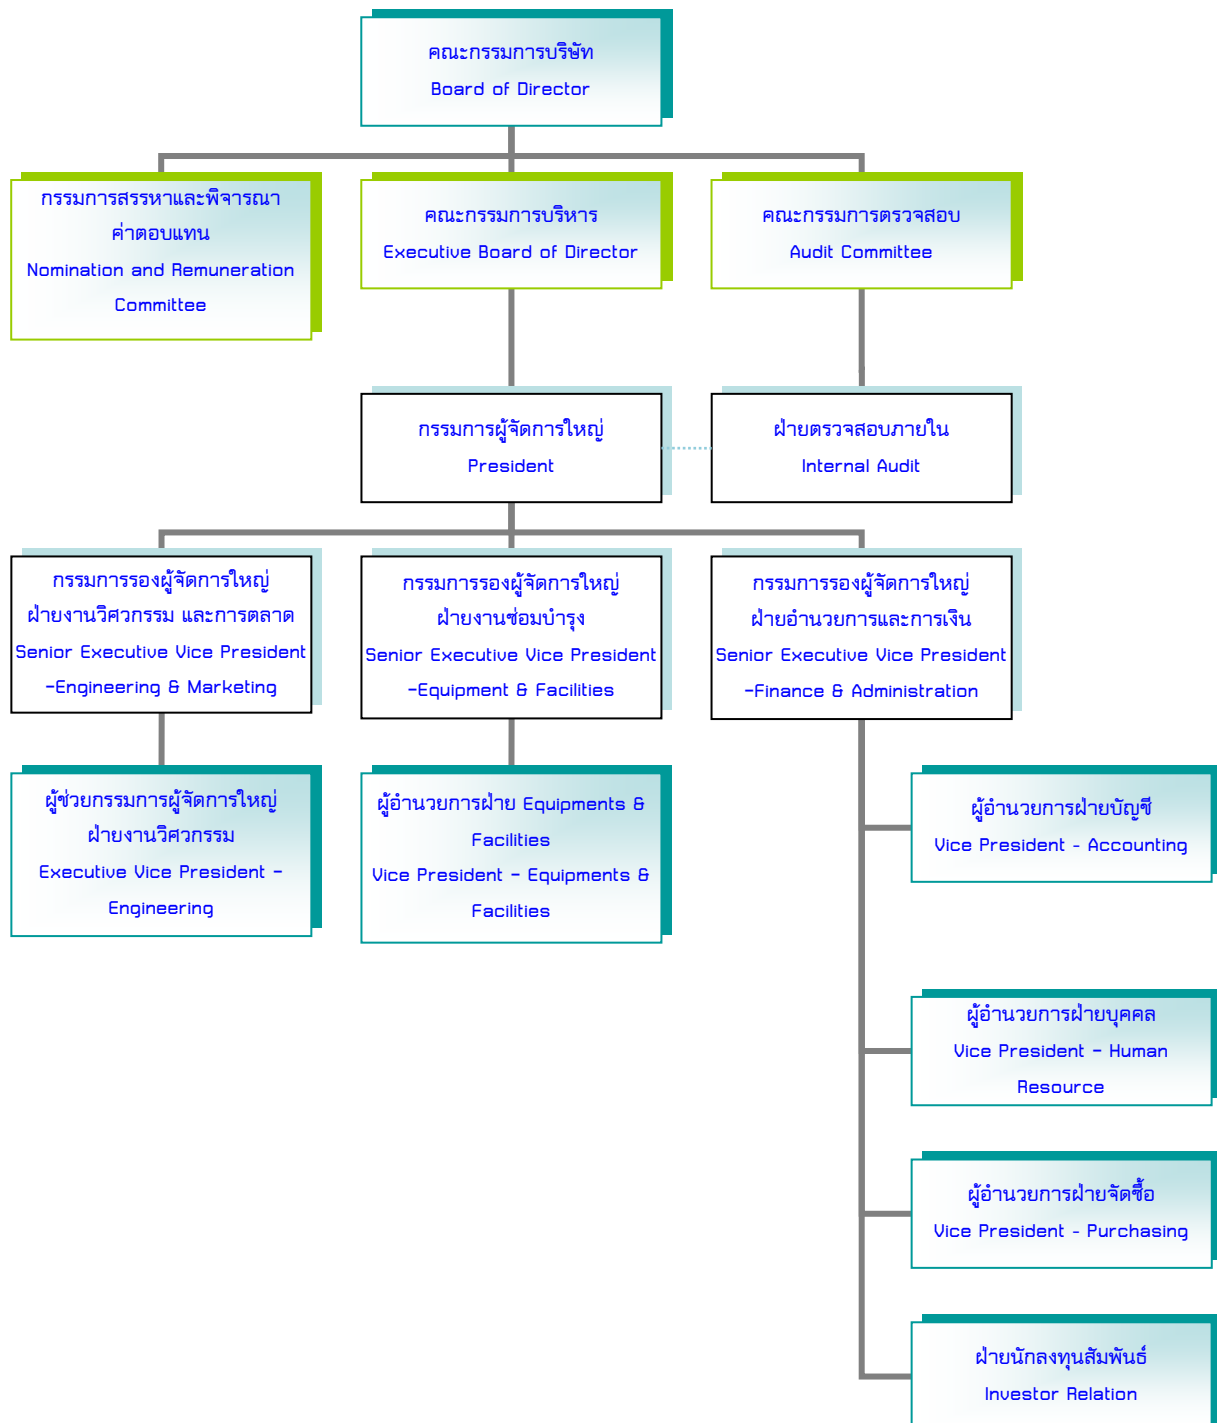 คณะกรรมการบริษัท
Board of Director
กรรมการสรรหาและพิจารณา
ค่าตอบแทน
Nomination and Remuneration
Committee
คณะกรรมการบริหาร
Executive Board of Director
คณะกรรมการตรวจสอบ
Audit Committee
กรรมการผู้จัดการใหญ่
President
ฝ่ายตรวจสอบภายใน
Internal Audit
กรรมการรองผู้จัดการใหญ่
ฝ่ายงานวิศวกรรม และการตลาด
Senior Executive Vice President
-Engineering & Marketing
กรรมการรองผู้จัดการใหญ่
ฝ่ายงานซ่อมบำรุง
Senior Executive Vice President
-Equipment & Facilities
กรรมการรองผู้จัดการใหญ่
ฝ่ายอำนวยการและการเงิน
Senior Executive Vice President
-Finance & Administration
ผู้ช่วยกรรมการผู้จัดการใหญ่
ฝ่ายงานวิศวกรรม
Executive Vice President –
Engineering
ผู้อำนวยการฝ่าย Equipments &
Facilities
Vice President – Equipments &
Facilities
ผู้อำนวยการฝ่ายบัญชี
Vice President - Accounting
ผู้อำนวยการฝ่ายบุคคล
Vice President – Human
Resource
ผู้อำนวยการฝ่ายจัดซื้อ
Vice President - Purchasing
ฝ่ายนักลงทุนสัมพันธ์
Investor Relation